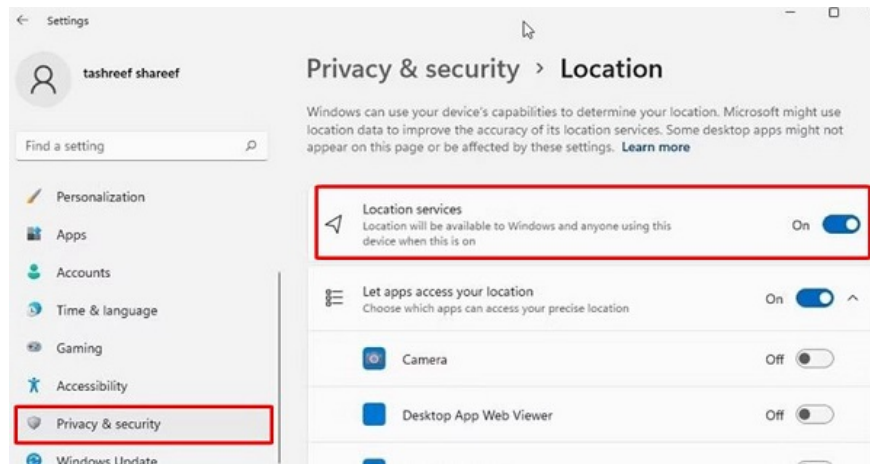 Settings
tashreef shareef
Find a setting
Personalization
Apps
Accounts
Time & language
Gaming
Accessibility
Privacy & security
Windows Update
Privacy & security › Location
Windows can use your device's capabilities to determine your location. Microsoft might use
location data to improve the accuracy of its location services. Some desktop apps might not
appear on this page or be affected by these settings. Learn more
Location services
Location will be available to Windows and anyone using this
device when this is on
On
Let apps access your location
Choose which apps can access your precise location
On
Camera
Off
Desktop App Web Viewer
Off